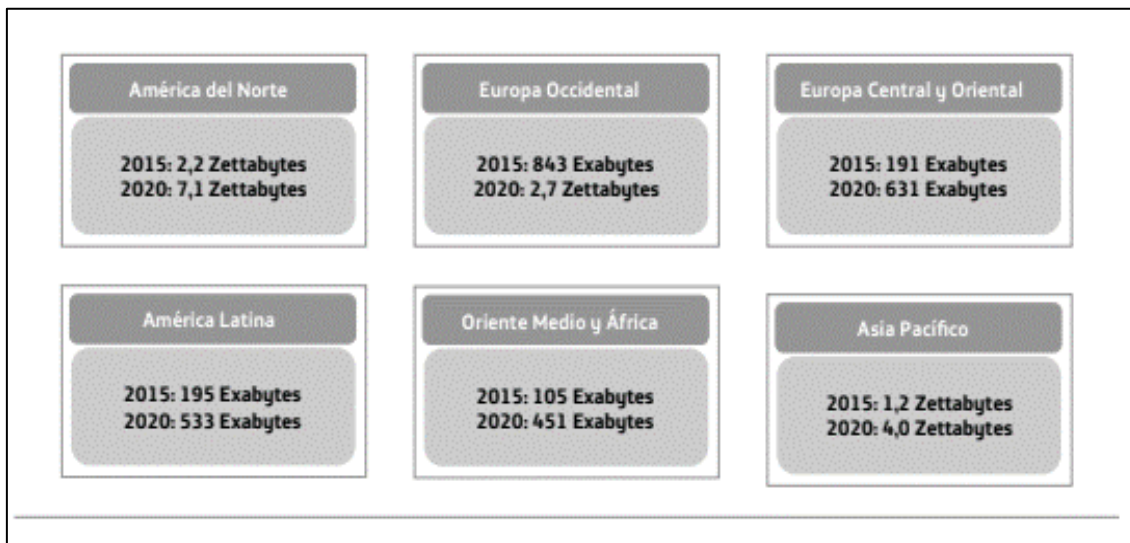 América del Norte
2015: 2,2 Zettabytes
2020: 7,1 Zettabytes
Europa Occidental
2015: 843 Exabytes
2020: 2,7 Zettabytes
Europa Central y Oriental
2015: 191 Exabytes
2020: 631 Exabytes
América Latina
2015: 195 Exabytes
2020: 533 Exabytes
Oriente Medio y África
2015: 105 Exabytes
2020: 451 Exabytes
Asia Pacífico
2015: 1,2 Zettabytes
2020: 4,0 Zettabytes